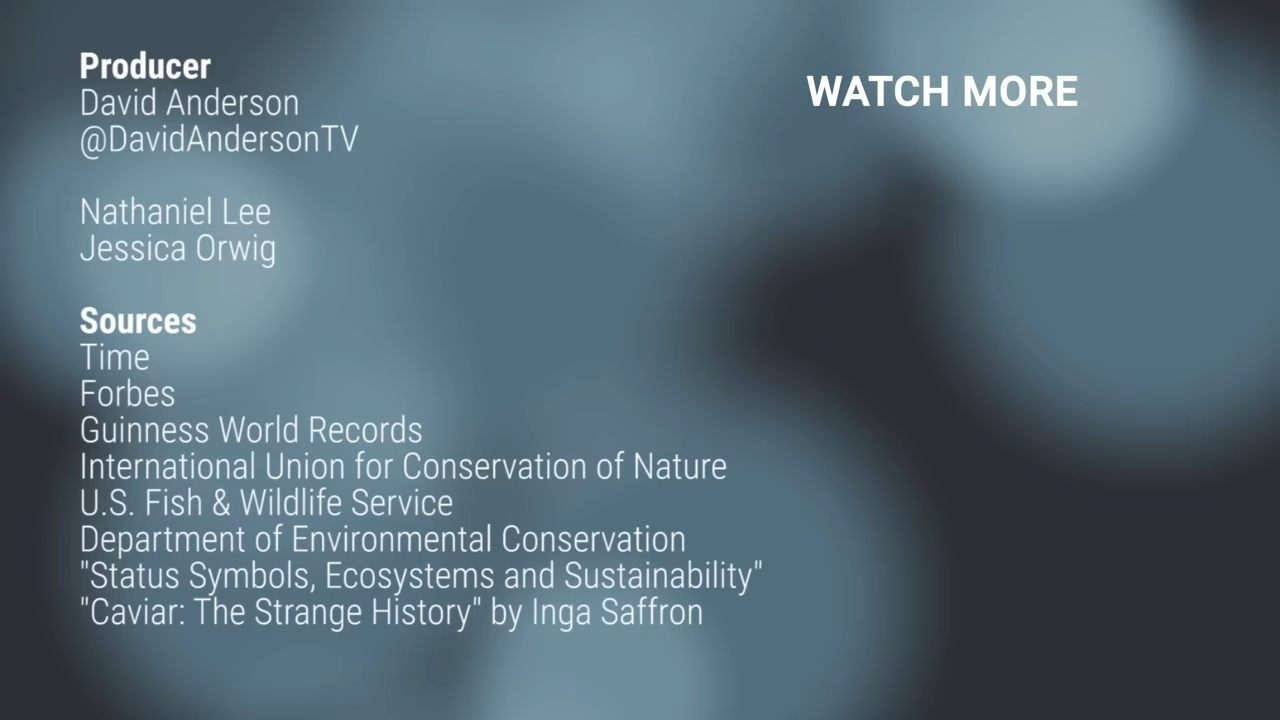 Producer
David Anderson
@DavidAndersonTV
Nathaniel Lee
Jessica Orwig
Sources
Time
Forbes
Guinness World Records
International Union for Conservation of Nature
U.S. Fish & Wildlife Service
Department of Environmental Conservation
"Status Symbols, Ecosystems and Sustainability"
"Caviar: The Strange History" by Inga Saffron
WATCH MORE